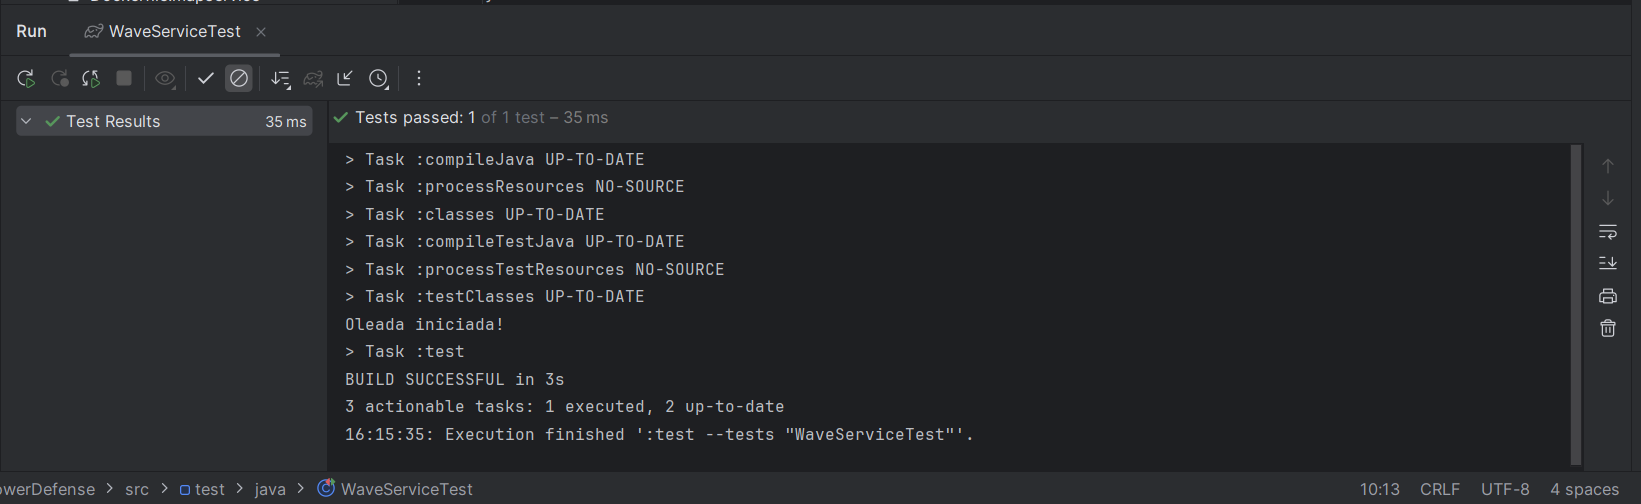 Run WaveServiceTest
Test Results 35 ms
Tests passed: 1 of 1 test – 35 ms
> Task :compileJava UP-TO-DATE
> Task :processResources NO-SOURCE
> Task :classes UP-TO-DATE
> Task :compileTestJava UP-TO-DATE
> Task :processTestResources NO-SOURCE
> Task :testClasses UP-TO-DATE
Oleada iniciada!
> Task :test
BUILD SUCCESSFUL in 3s
3 actionable tasks: 1 executed, 2 up-to-date
16:15:35: Execution finished ':test --tests "WaveServiceTest"'.
owerDefense > src > test > java > WaveServiceTest 10:13 CRLF UTF-8 4 spaces